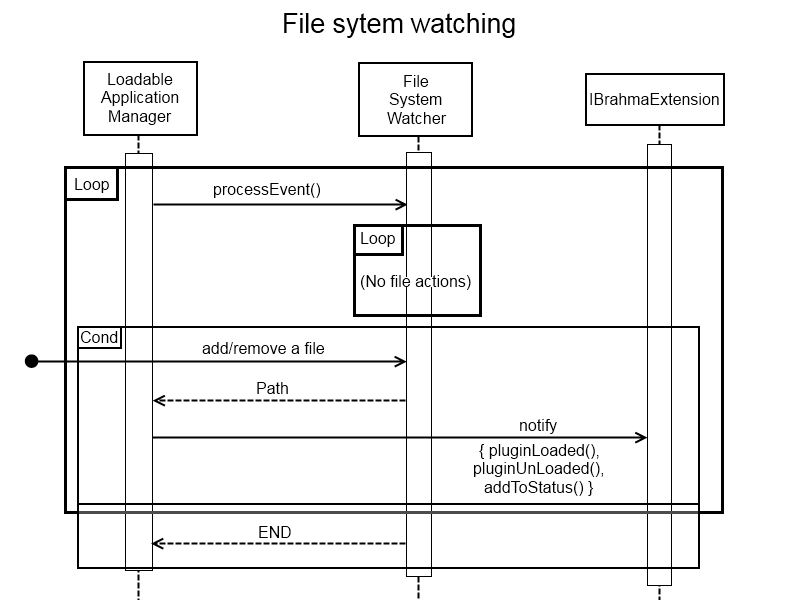 File sytem watching
Loadable
Application
Manager
File
System
Watcher
IBrahmaExtension
Loop
processEvent()
Loop
(No file actions)
Cond
add/remove a file
Path
notify
{ pluginLoaded(),
pluginUnLoaded(),
addToStatus() }
END